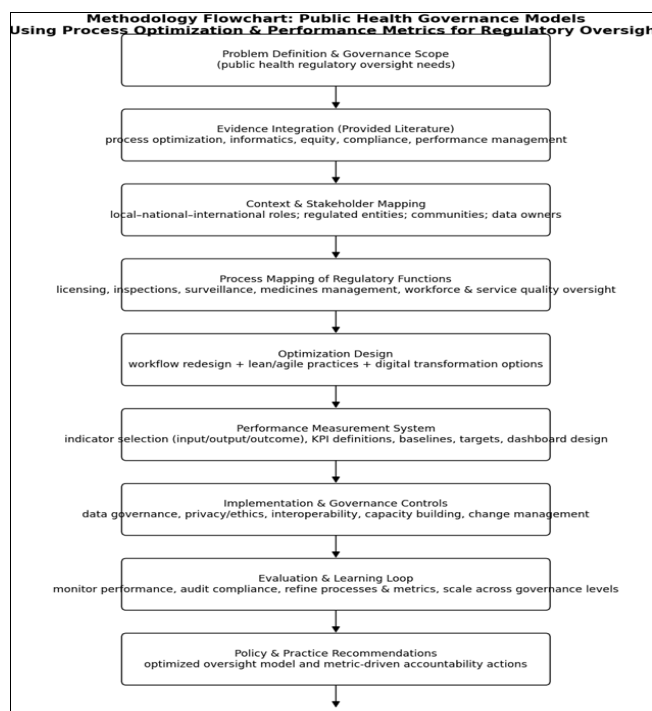 Methodology Flowchart: Public Health Governance Models
Using Process Optimization & Performance Metrics for Regulatory Oversigh
Problem Definition & Governance Scope
(public health regulatory oversight needs)
Evidence Integration (Provided Literature)
process optimization, informatics, equity, compliance, performance management
Context & Stakeholder Mapping
local–national–international roles; regulated entities; communities; data owners
Process Mapping of Regulatory Functions
licensing, inspections, surveillance, medicines management, workforce & service quality oversight
Optimization Design
workflow redesign + lean/agile practices + digital transformation options
Performance Measurement System
indicator selection (input/output/outcome), KPI definitions, baselines, targets, dashboard design
Implementation & Governance Controls
data governance, privacy/ethics, interoperability, capacity building, change management
Evaluation & Learning Loop
monitor performance, audit compliance, refine processes & metrics, scale across governance levels
Policy & Practice Recommendations
optimized oversight model and metric-driven accountability actions